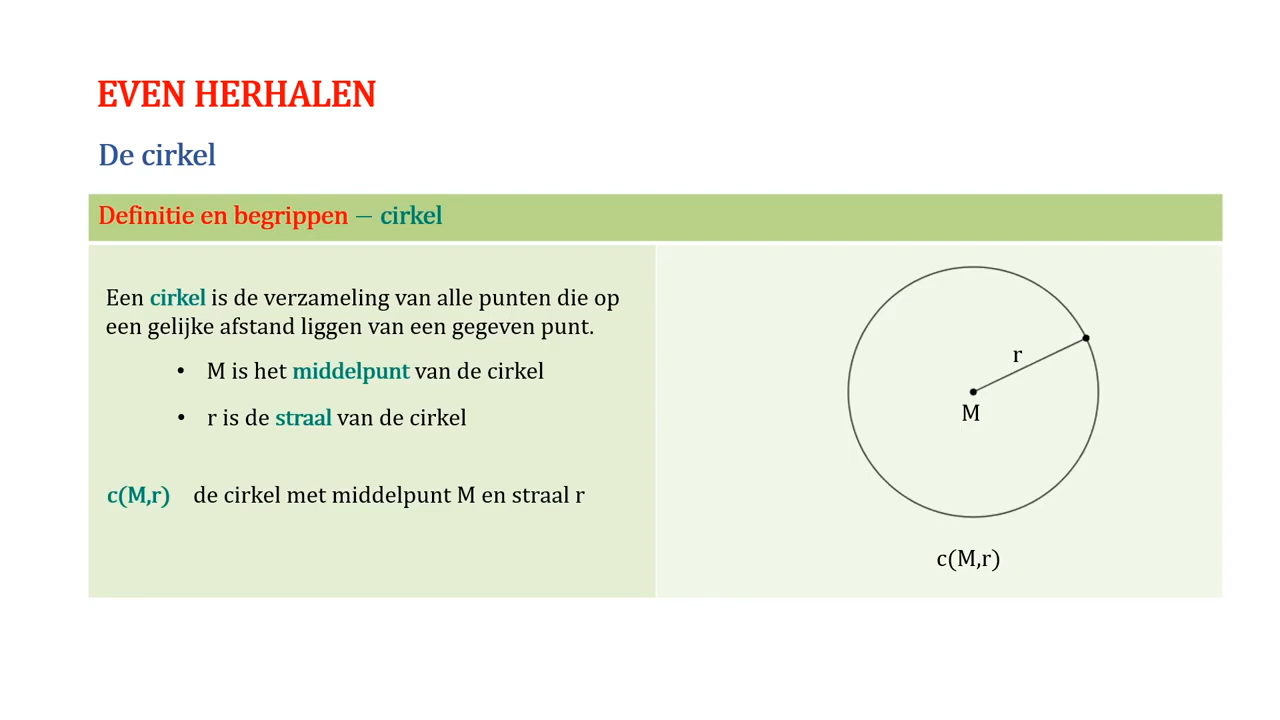 EVEN HERHALEN
De cirkel
Definitie en begrippen – cirkel
Een cirkel is de verzameling van alle punten die op
een gelijke afstand liggen van een gegeven punt.
• M is het middelpunt van de cirkel
• r is de straal van de cirkel
c(M,r) de cirkel met middelpunt M en straal r
r
M
c(M,r)